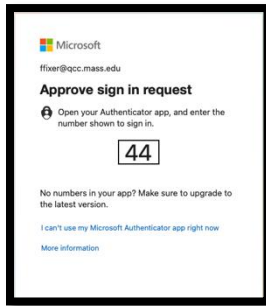 Microsoft
ffixer@qcc.mass.edu
Approve sign in request
Open your Authenticator app, and enter the
number shown to sign in.
44
No numbers in your app? Make sure to upgrade to
the latest version.
I can't use my Microsoft Authenticator app right now
More information